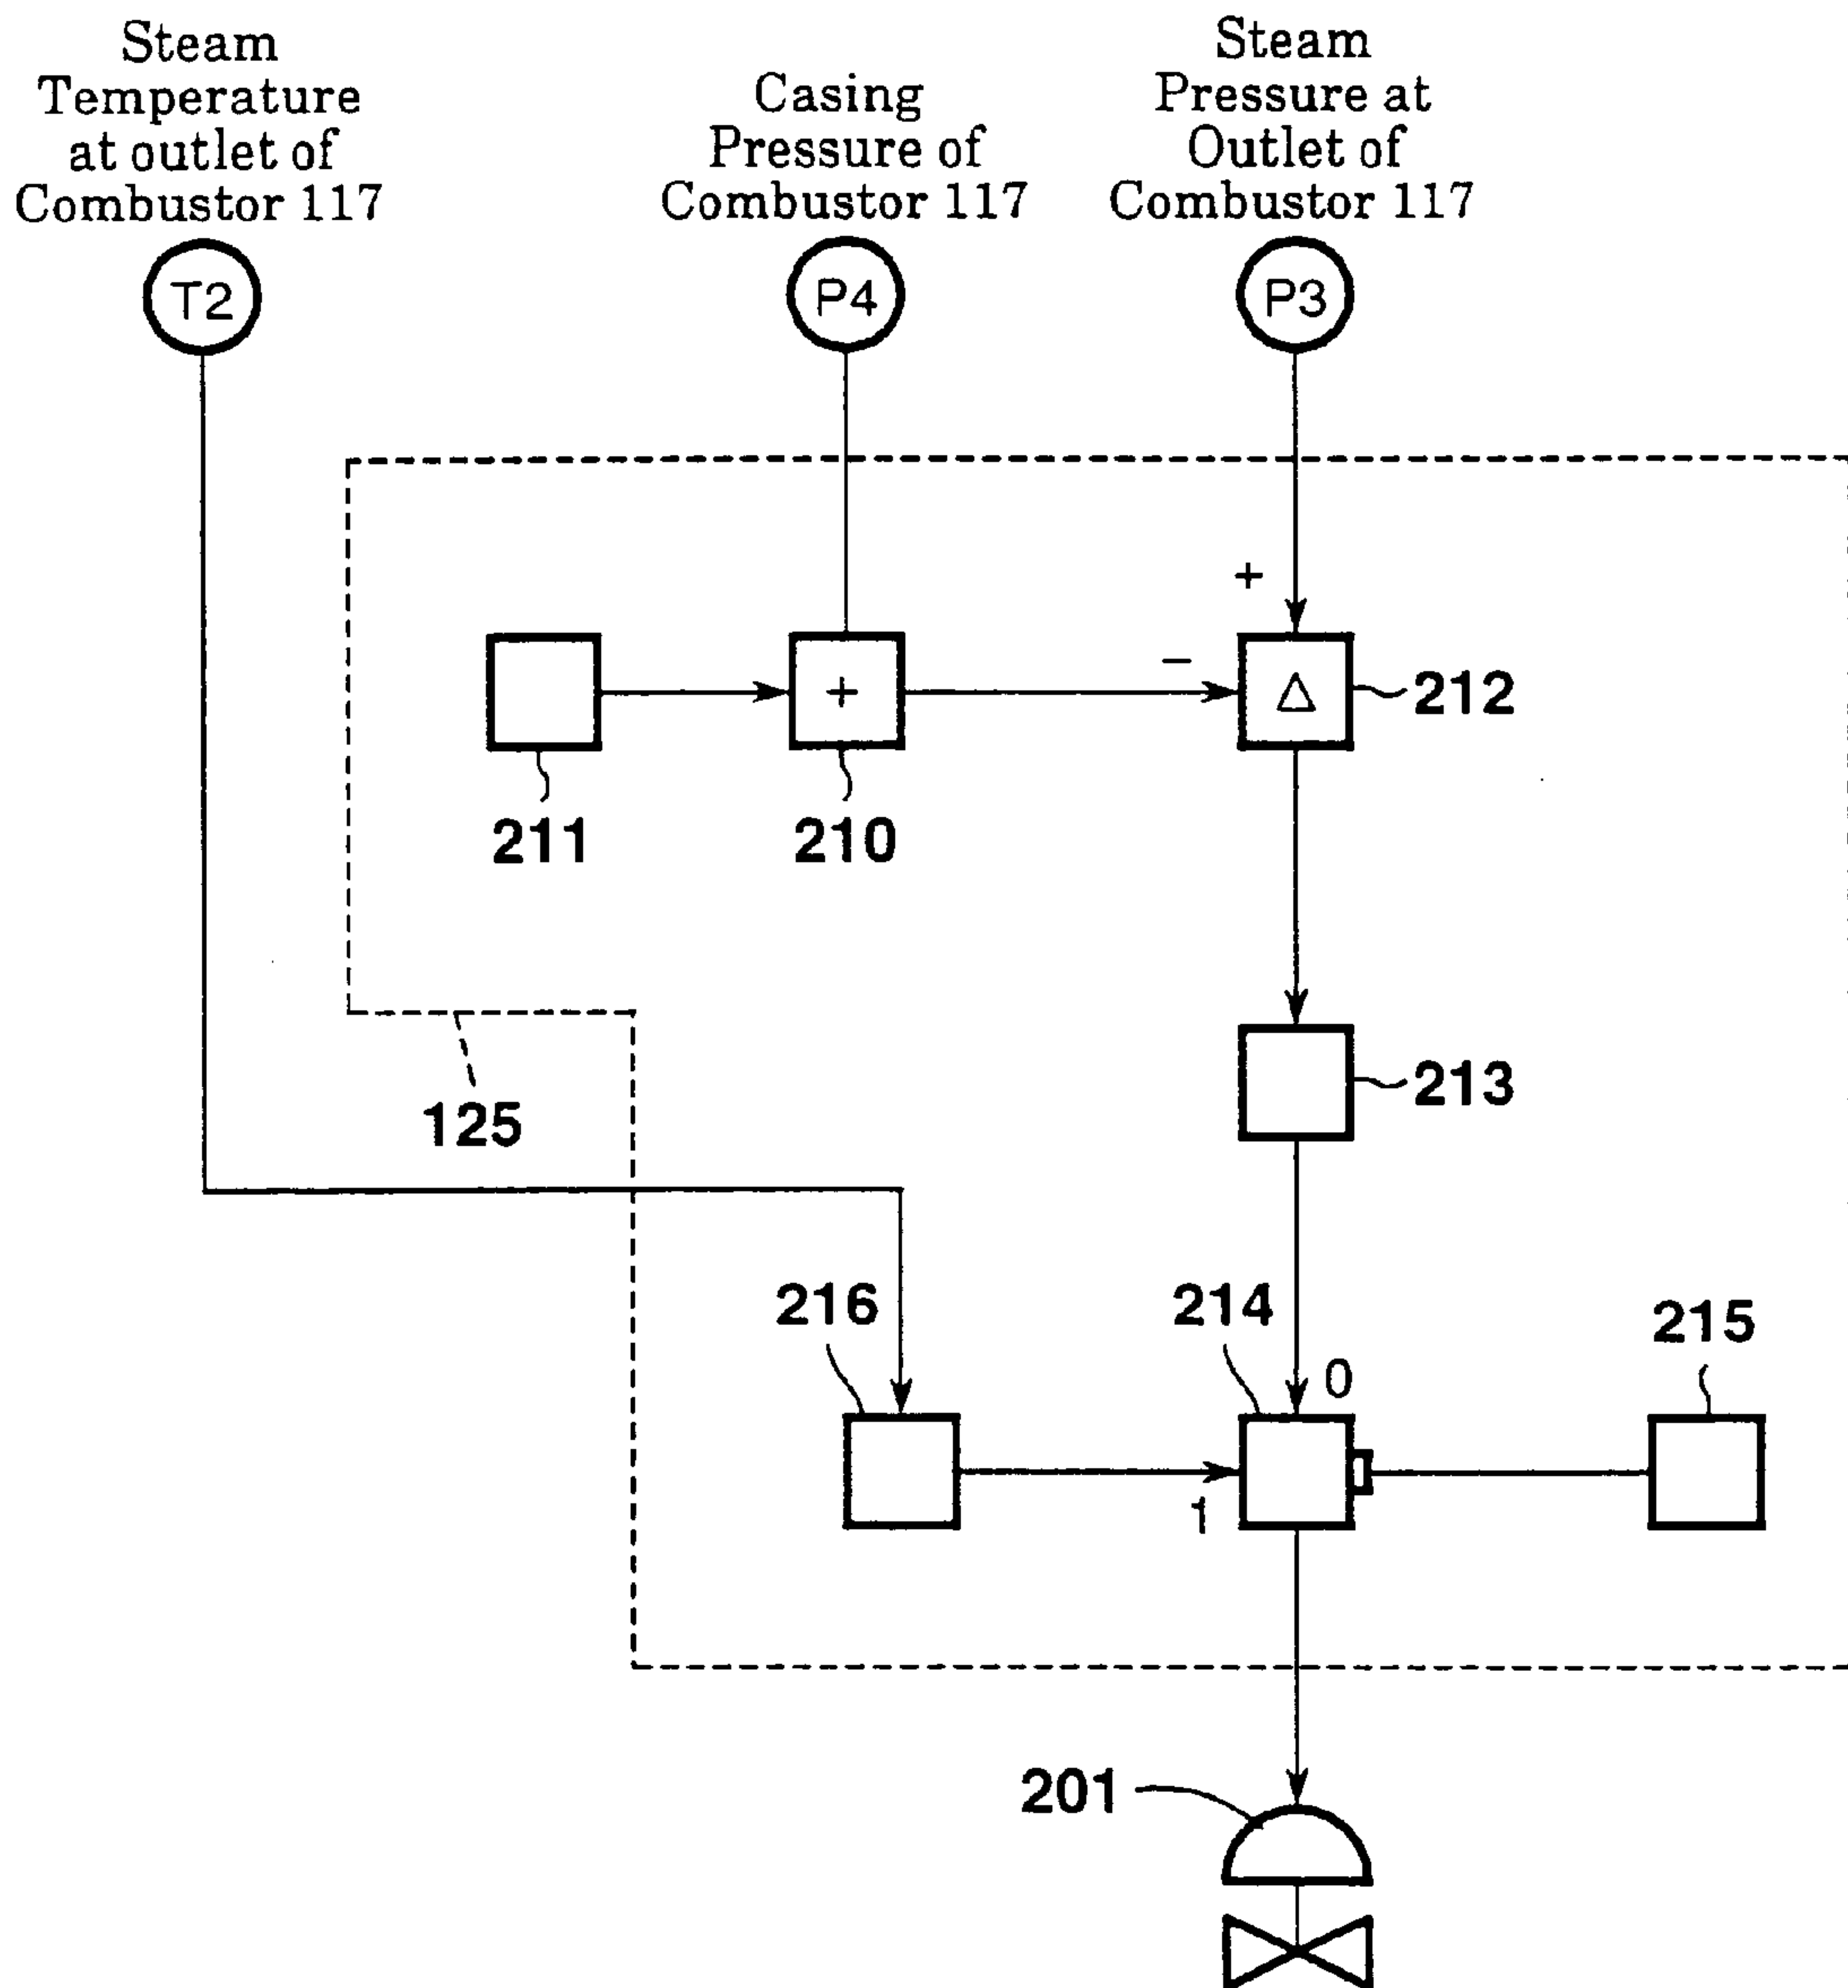 Steam
Temperature
at outlet of
Combustor 117
Casing
Pressure of
Combustor 117
Steam
Pressure at
Outlet of
Combustor 117
T2
P4
P3
+
−
+
Δ
212
211
210
213
125
216
214
0
215
1
201